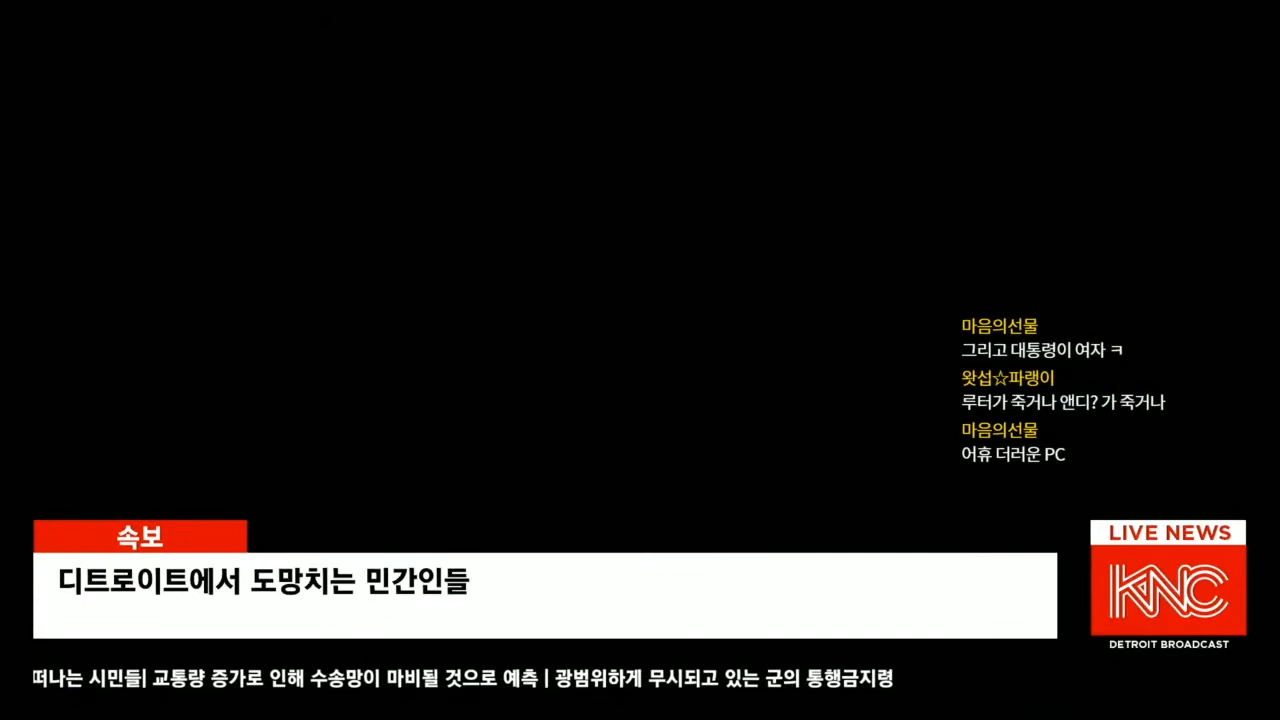 마음의선물
그리고 대통령이 여자 ㅋ
왓섭☆파랭이
루터가 죽거나 앤디? 가 죽거나
마음의선물
어휴 더러운 PC
속보
디트로이트에서 도망치는 민간인들
LIVE NEWS
KNC
DETROIT BROADCAST
떠나는 시민들| 교통량 증가로 인해 수송망이 마비될 것으로 예측 | 광범위하게 무시되고 있는 군의 통행금지령